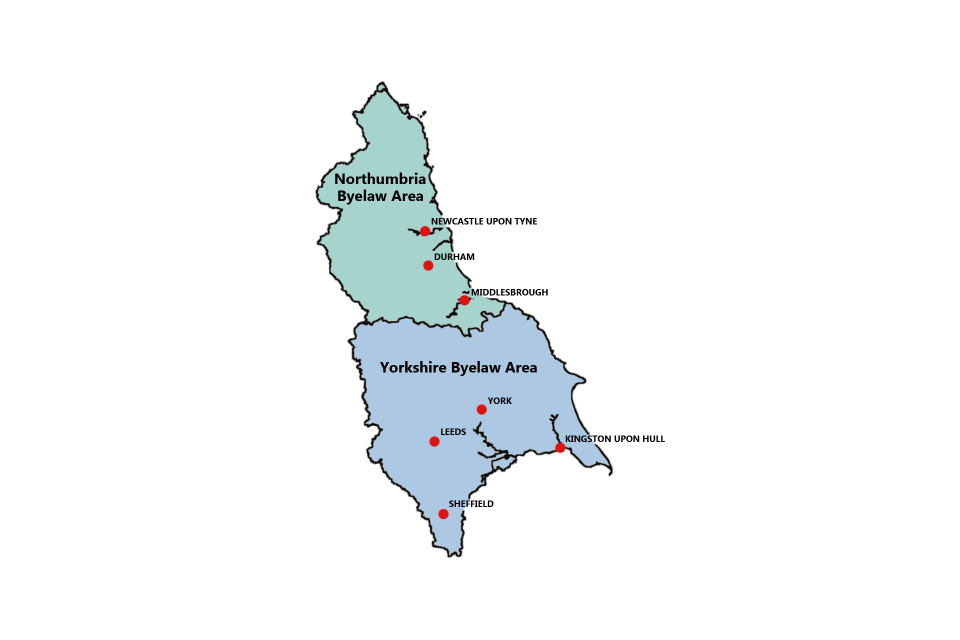 Northumbria
Byelaw Area
NEWCASTLE UPON TYNE
DURHAM
MIDDLESBROUGH
Yorkshire Byelaw Area
YORK
LEEDS
KINGSTON UPON HULL
SHEFFIELD